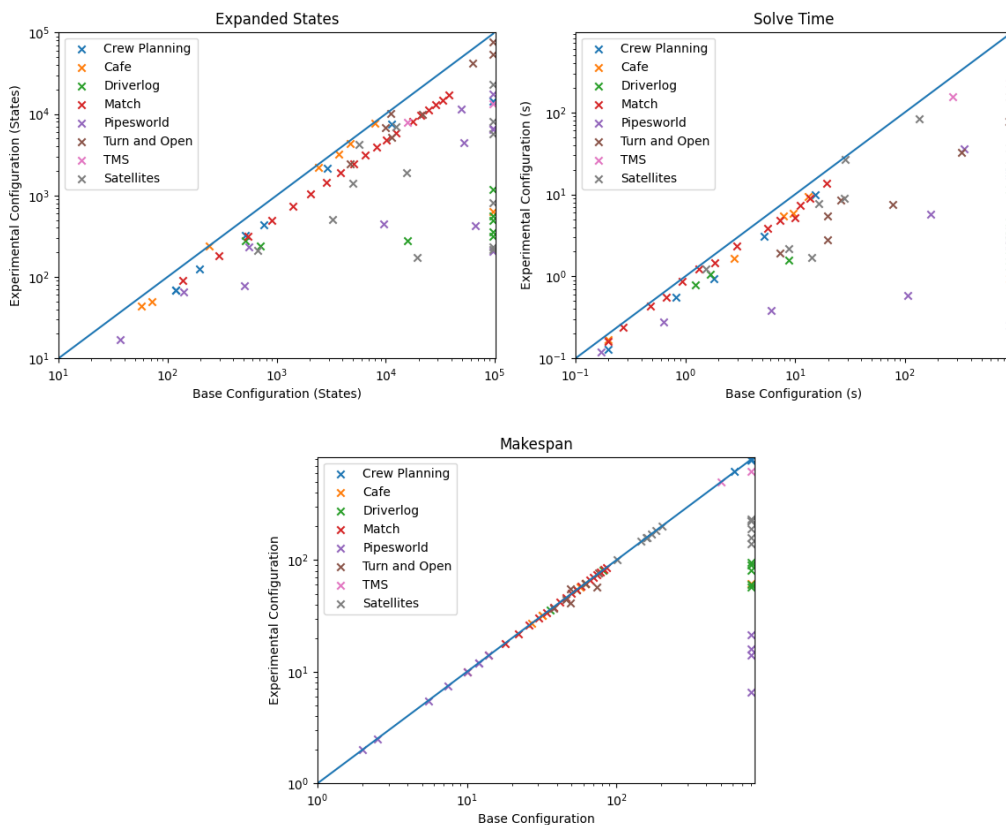 Expanded States
Experimental Configuration (States)
10^5
10^4
10^3
10^2
10^1
Crew Planning
Cafe
Driverlog
Match
Pipesworld
Turn and Open
TMS
Satellites
10^1
10^2
10^3
10^4
10^5
Base Configuration (States)
Solve Time
Experimental Configuration (s)
10^2
10^1
10^0
10^−1
Crew Planning
Cafe
Driverlog
Match
Pipesworld
Turn and Open
TMS
Satellites
10^−1
10^0
10^1
10^2
Base Configuration (s)
Makespan
Experimental Configuration
10^2
10^1
10^0
Crew Planning
Cafe
Driverlog
Match
Pipesworld
Turn and Open
TMS
Satellites
10^0
10^1
10^2
Base Configuration